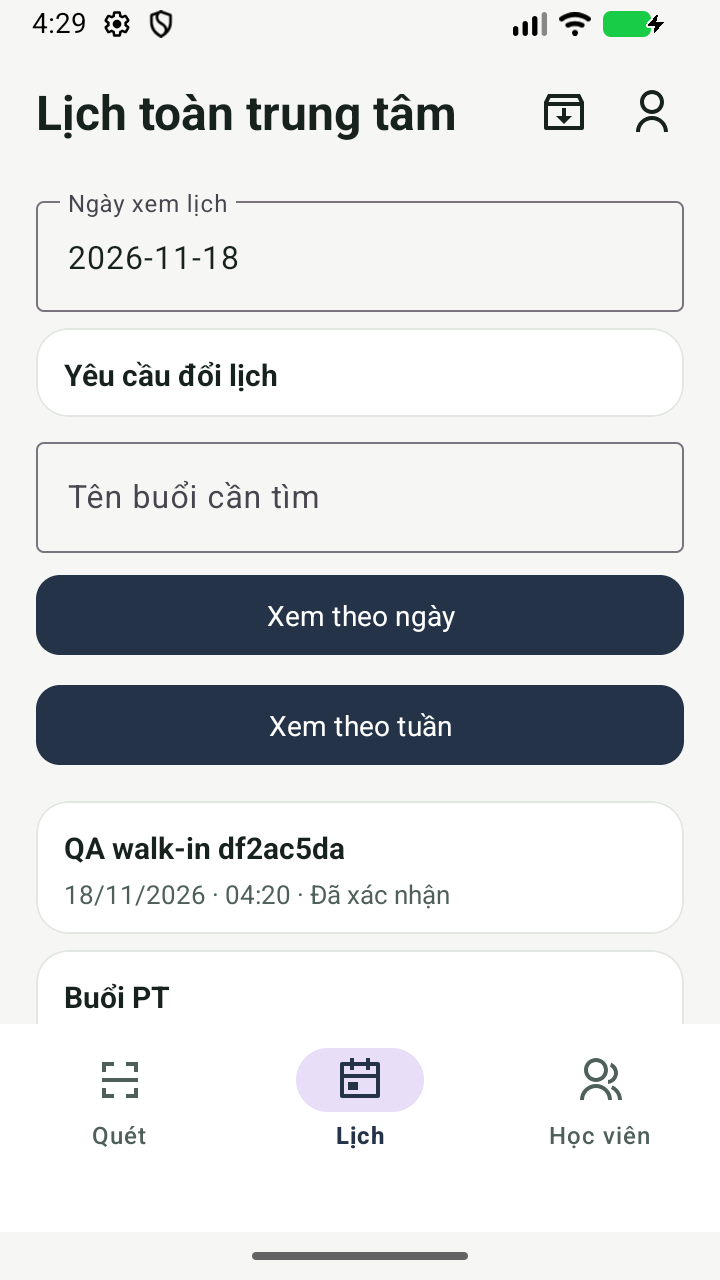 4:29
Lịch toàn trung tâm
Ngày xem lịch
2026-11-18
Yêu cầu đổi lịch
Tên buổi cần tìm
Xem theo ngày
Xem theo tuần
QA walk-in df2ac5da
18/11/2026 · 04:20 · Đã xác nhận
Buổi PT
Quét
Lịch
Học viên